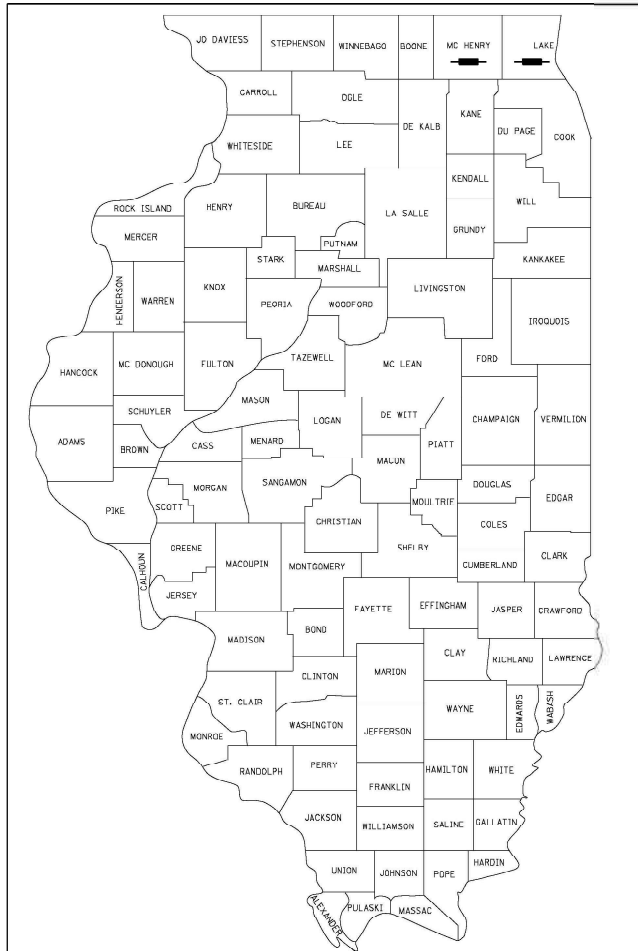 JO DAVIESS
STEPHENSON
WINNEBAGO
BOONE
MC HENRY
LAKE
CARROLL
OGLE
DE KALB
KANE
DU PAGE
COOK
WHITESIDE
LEE
KENDALL
WILL
ROCK ISLAND
HENRY
BUREAU
LA SALLE
GRUNDY
MERCER
PUTNAM
STARK
MARSHALL
KANKAKEE
HENDERSON
WARREN
KNOX
PEORIA
WOODFORD
LIVINGSTON
IROQUOIS
HANCOCK
MC DONOUGH
FULTON
TAZEWELL
MC LEAN
FORD
MASON
SCHUYLER
LOGAN
DE WITT
CHAMPAIGN
VERMILION
ADAMS
BROWN
CASS
MENARD
MACON
PIATT
PIKE
SCOTT
MORGAN
SANGAMON
CHRISTIAN
MOULTRIE
DOUGLAS
EDGAR
COLES
CALHOUN
GREENE
MACOUPIN
MONTGOMERY
SHELBY
CUMBERLAND
CLARK
JERSEY
FAYETTE
EFFINGHAM
JASPER
CRAWFORD
MADISON
BOND
CLAY
RICHLAND
LAWRENCE
CLINTON
MARION
ST. CLAIR
WAYNE
EDWARDS
WABASH
WASHINGTON
JEFFERSON
MONROE
RANDOLPH
PERRY
HAMILTON
WHITE
FRANKLIN
JACKSON
WILLIAMSON
SALINE
GALLATIN
UNION
JOHNSON
POPE
HARDIN
ALEXANDER
PULASKI
MASSAC